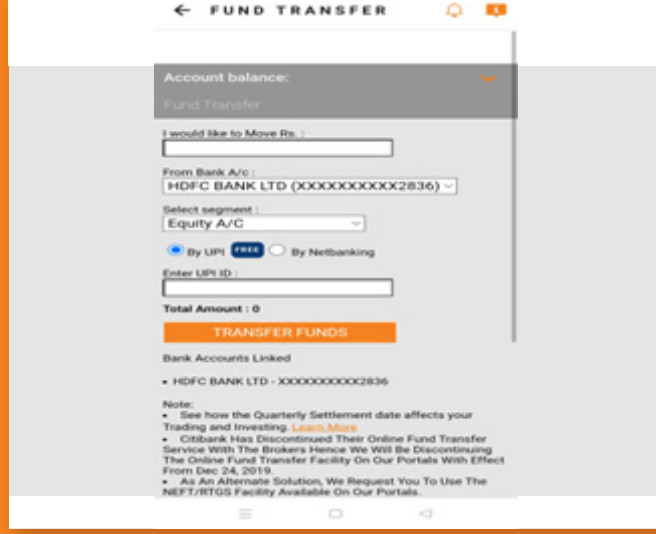 FUND TRANSFER
Account balance:
Fund Transfer
I would like to Move Rs. :
From Bank A/c :
HDFC BANK LTD (XXXXXXXXXX2836)
Select segment :
Equity A/C
By UPI FREE By Netbanking
Enter UPI ID :
Total Amount : 0
TRANSFER FUNDS
Bank Accounts Linked
• HDFC BANK LTD - XXXXXXXXXX2836
Note:
• See how the Quarterly Settlement date affects your
Trading and Investing. Learn More
• Citibank Has Discontinued Their Online Fund Transfer
Service With The Brokers Hence We Will Be Discontinuing
The Online Fund Transfer Facility On Our Portals With Effect
From Dec 24, 2019.
• As An Alternate Solution, We Request You To Use The
NEFT/RTGS Facility Available On Our Portals.